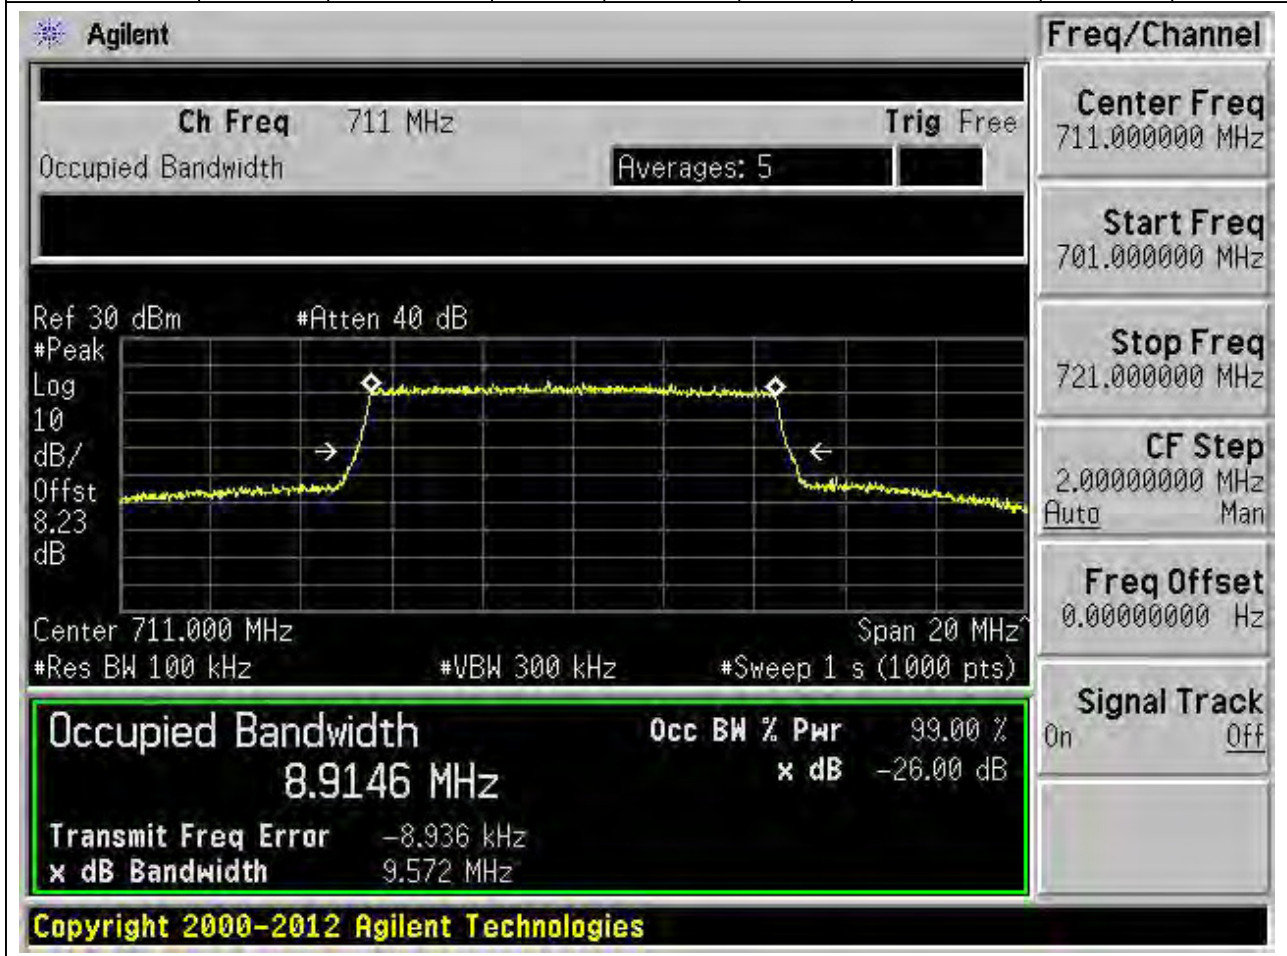 Agilent
Freq/Channel
Ch Freq 711 MHz Trig Free
Occupied Bandwidth Averages: 5
Center Freq
711.000000 MHz
Start Freq
701.000000 MHz
Stop Freq
721.000000 MHz
CF Step
2.00000000 MHz
Auto Man
Freq Offset
0.00000000 Hz
Signal Track
On Off
Ref 30 dBm #Atten 40 dB
#Peak
Log
10
dB/
Offst
8.23
dB
Center 711.000 MHz Span 20 MHz^
#Res BW 100 kHz #VBW 300 kHz #Sweep 1 s (1000 pts)
Occupied Bandwidth Occ BW % Pwr 99.00 %
8.9146 MHz x dB -26.00 dB
Transmit Freq Error -8.936 kHz
x dB Bandwidth 9.572 MHz
Copyright 2000-2012 Agilent Technologies